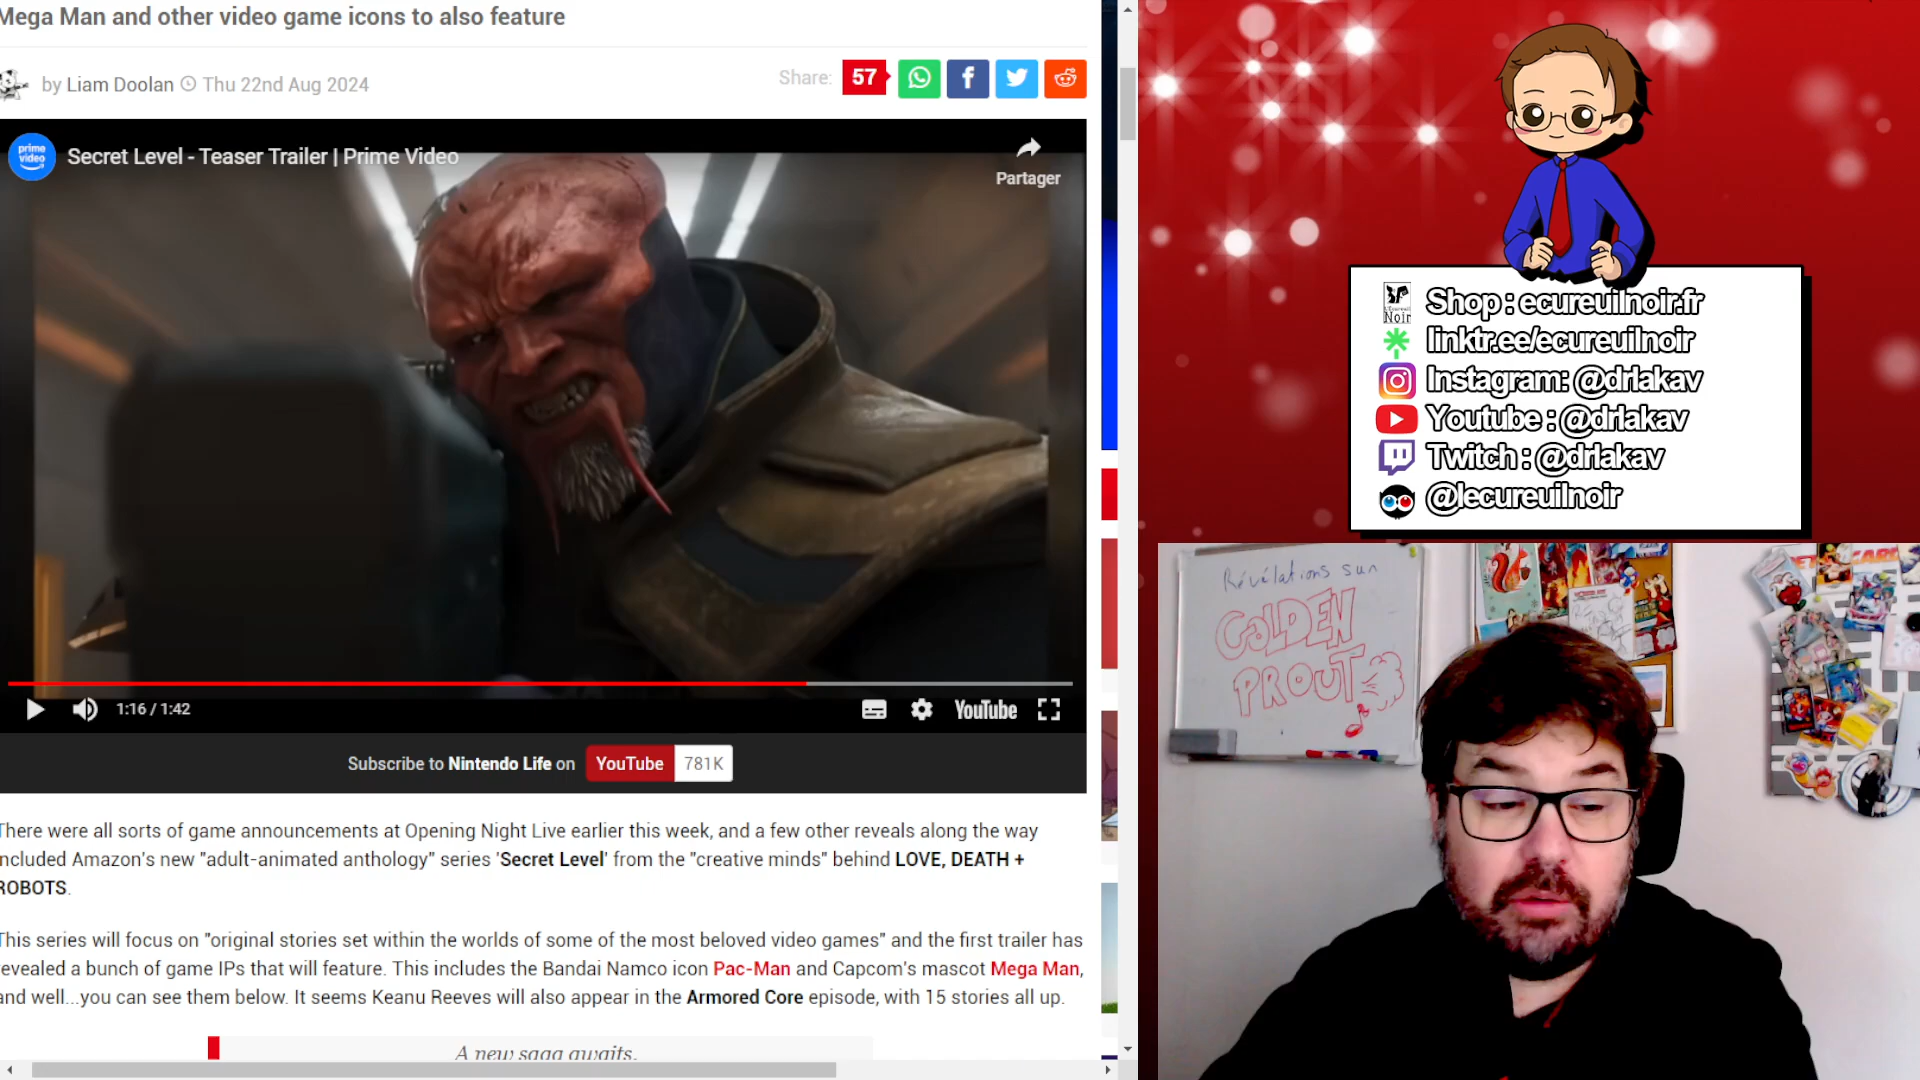 Mega Man and other video game icons to also feature
by Liam Doolan Thu 22nd Aug 2024
Share: 57
prime video
Secret Level - Teaser Trailer | Prime Video
Partager
1:16 / 1:42
YouTube
Subscribe to Nintendo Life on YouTube 781K
There were all sorts of game announcements at Opening Night Live earlier this week, and a few other reveals along the way
included Amazon's new "adult-animated anthology" series 'Secret Level' from the "creative minds" behind LOVE, DEATH +
ROBOTS.
This series will focus on "original stories set within the worlds of some of the most beloved video games" and the first trailer has
revealed a bunch of game IPs that will feature. This includes the Bandai Namco icon Pac-Man and Capcom's mascot Mega Man,
and well...you can see them below. It seems Keanu Reeves will also appear in the Armored Core episode, with 15 stories all up.
A new saga awaits.
Shop : ecureuilnoir.fr
Noir
linktr.ee/ecureuilnoir
Instagram: @drlakav
Youtube : @drlakav
Twitch : @drlakav
@lecureuilnoir
Révélations sur
GOLDEN
PROUT